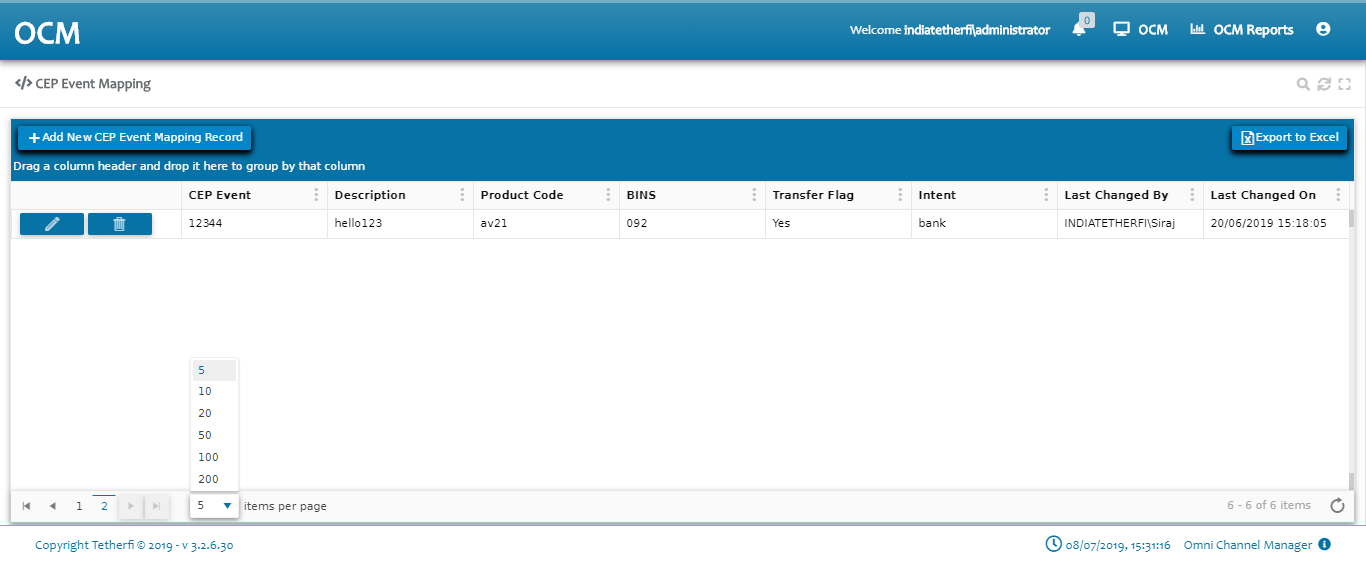 OCM
Welcome indiatetherfi\administrator
0
OCM
OCM Reports
CEP Event Mapping
Add New CEP Event Mapping Record
Export to Excel
Drag a column header and drop it here to group by that column
CEP Event Description Product Code BINS Transfer Flag Intent Last Changed By Last Changed On
12344 hello123 av21 092 Yes bank INDIATETHERFI\Siraj 20/06/2019 15:18:05
5
10
20
50
100
200
1 2 5 items per page 6 - 6 of 6 items
Copyright Tetherfi © 2019 - v 3.2.6.30 08/07/2019, 15:31:16 Omni Channel Manager